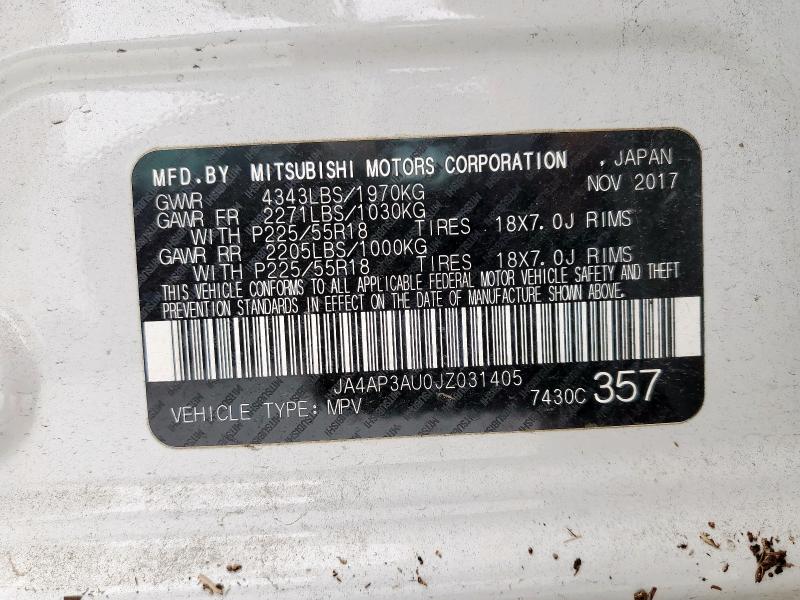 MFD.BY MITSUBISHI MOTORS CORPORATION , JAPAN
GVWR 4343LBS/1970KG NOV 2017
GAWR FR 2271LBS/1030KG
WITH P225/55R18 TIRES 18X7.0J RIMS
GAWR RR 2205LBS/1000KG
WITH P225/55R18 TIRES 18X7.0J RIMS
THIS VEHICLE CONFORMS TO ALL APPLICABLE FEDERAL MOTOR VEHICLE SAFETY AND THEFT
PREVENTION STANDARDS IN EFFECT ON THE DATE OF MANUFACTURE SHOWN ABOVE.
JA4AP3AU0JZ031405
VEHICLE TYPE: MPV 7430C 357